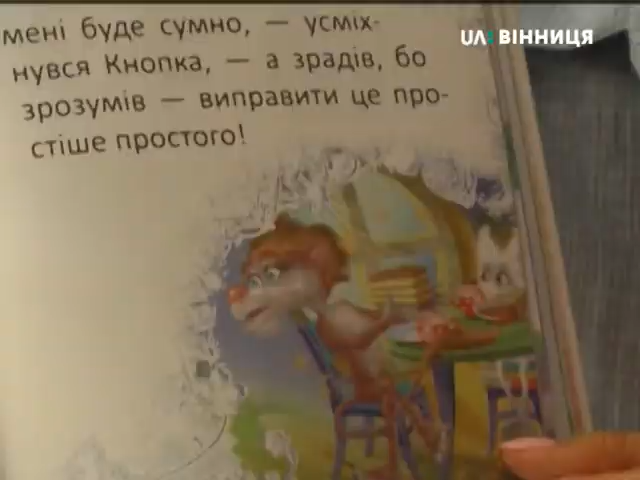 мені буде сумно, — усміх-
нувся Кнопка, — а зрадів, бо
зрозумів — виправити це про-
стіше простого!
UA: ВІННИЦЯ